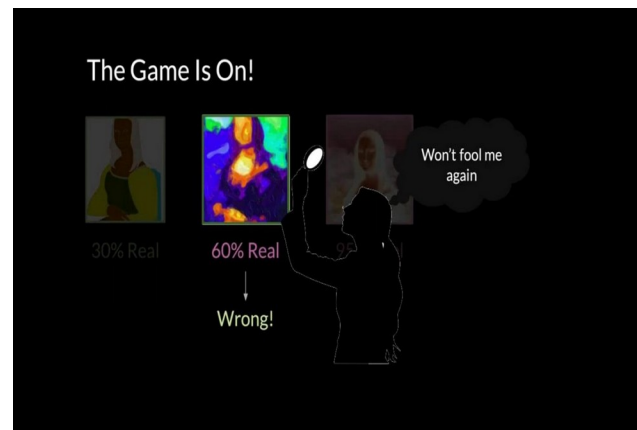 The Game Is On!
Won't fool me
again
30% Real
60% Real
Wrong!